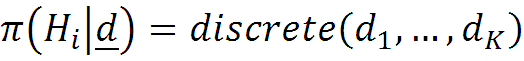 π(H_i|d̲) = discrete(d_1, …, d_K)